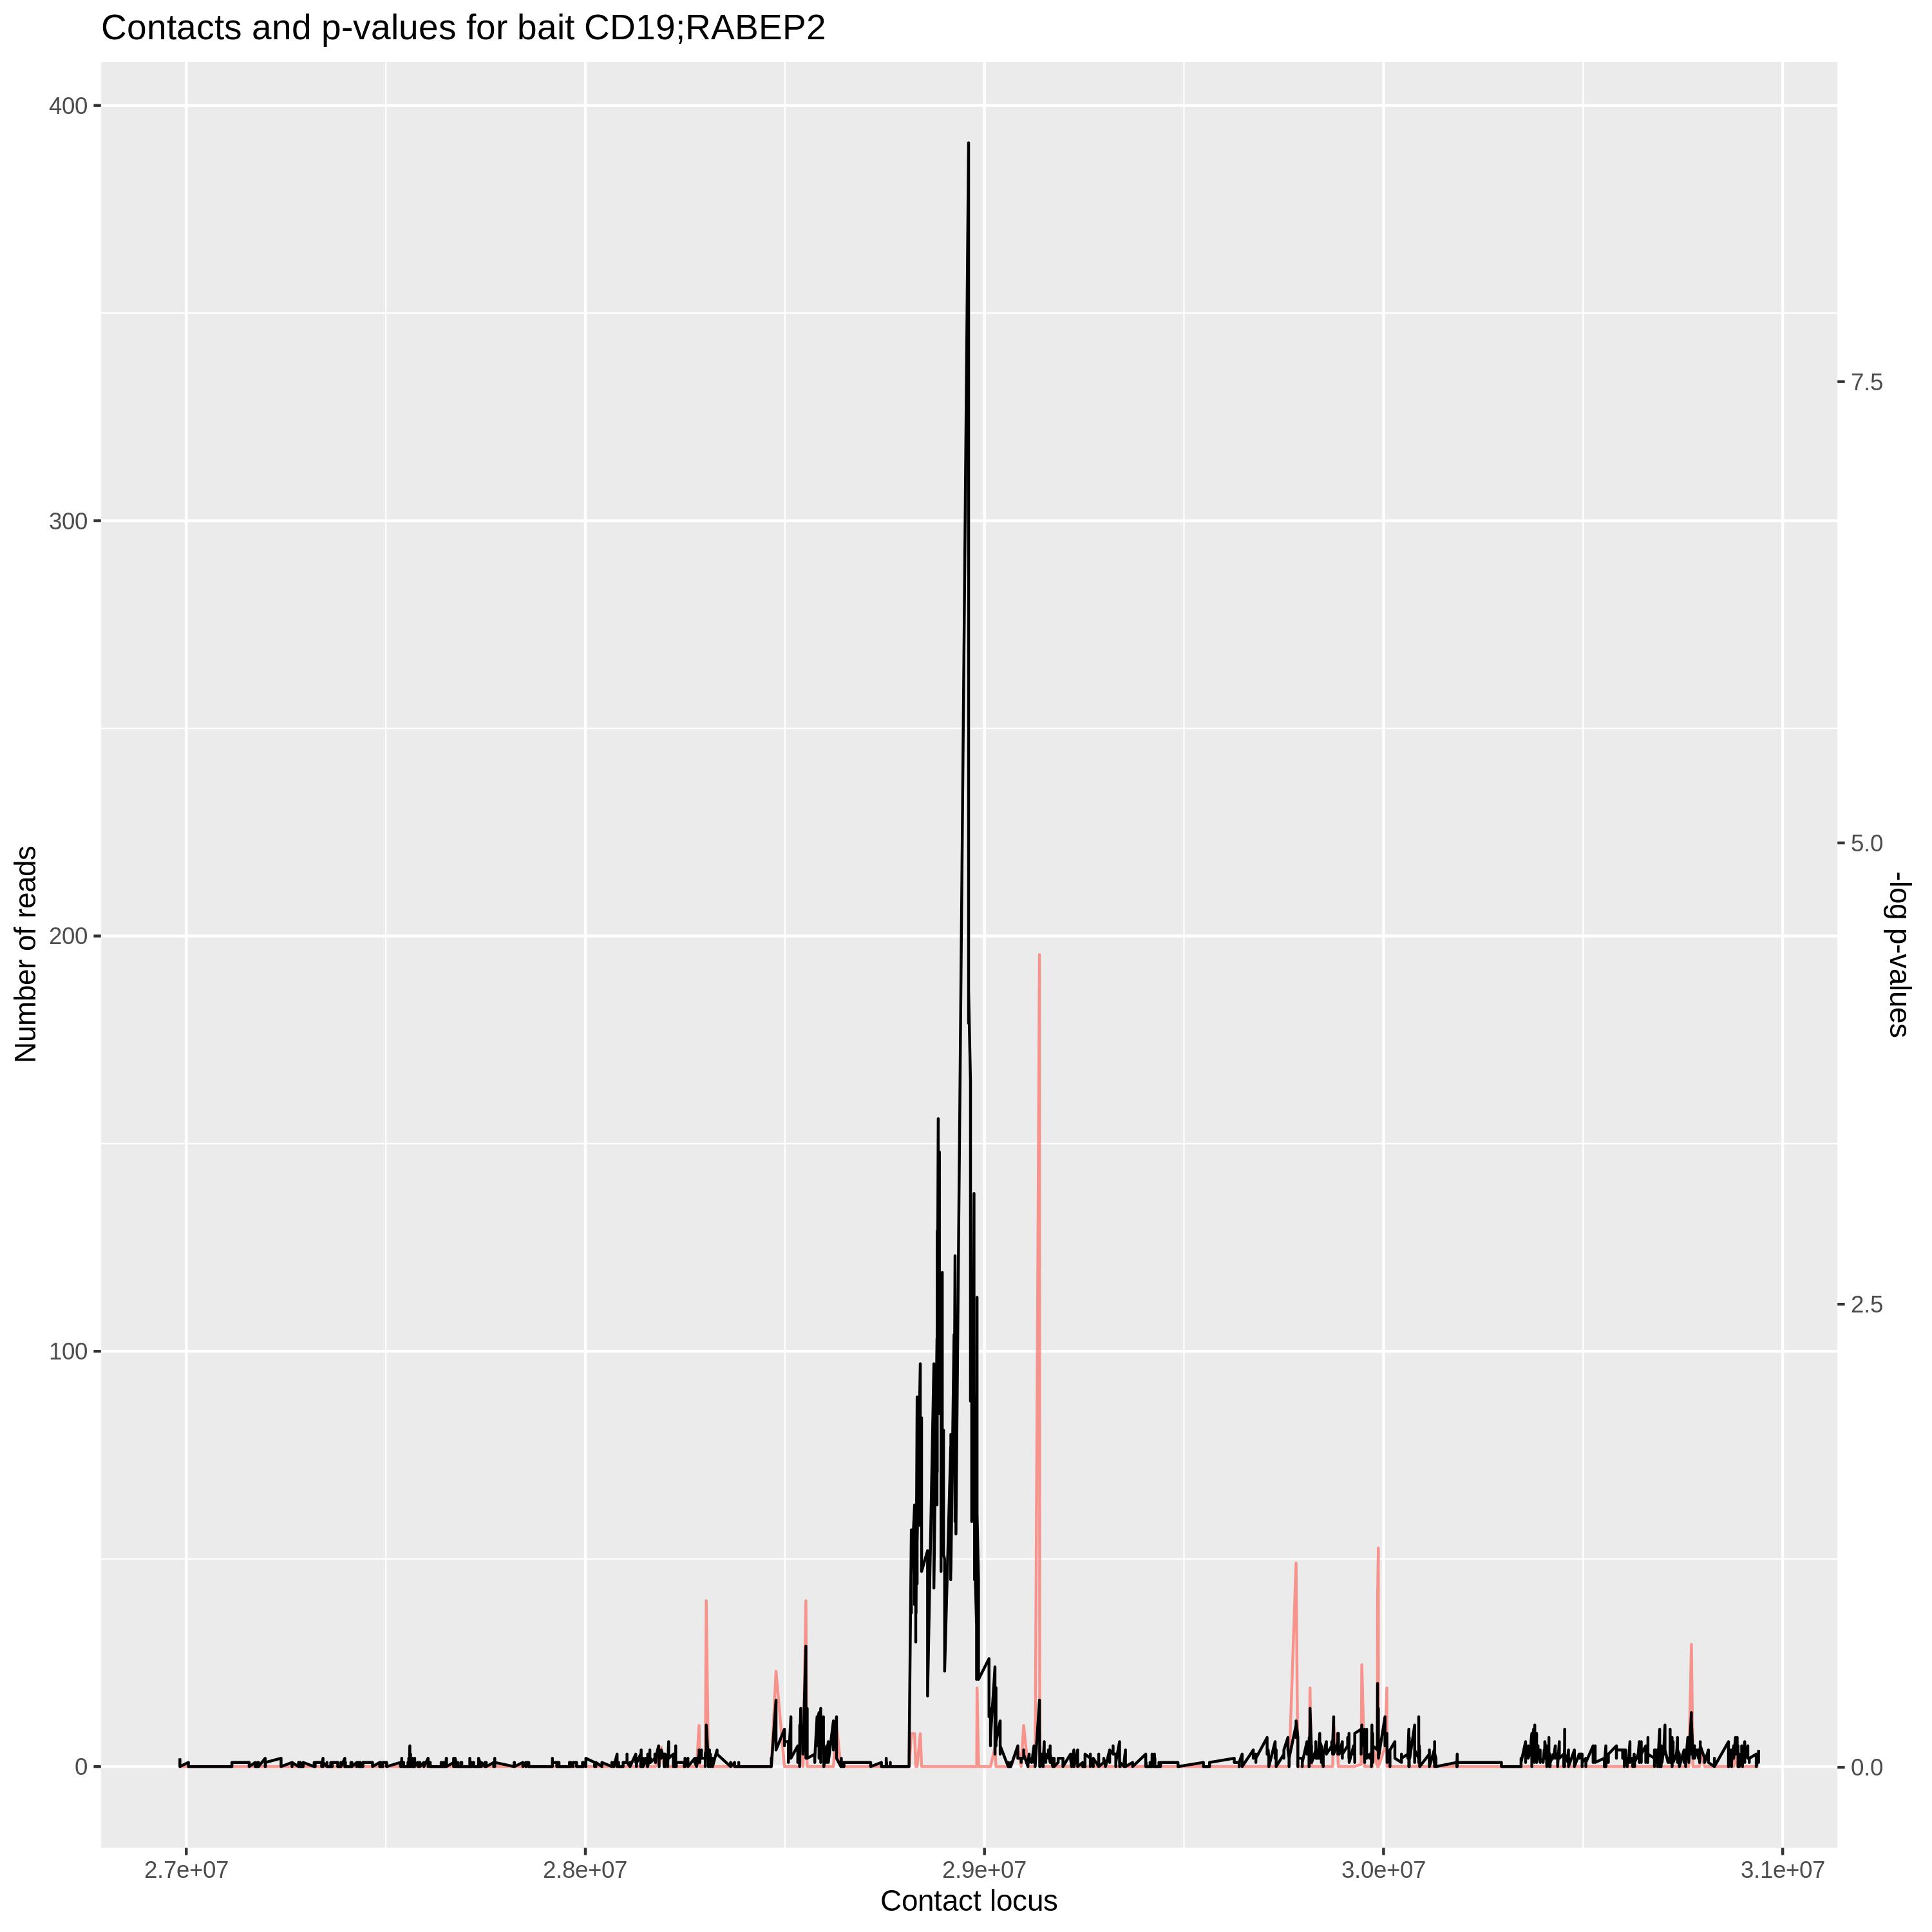 Contacts and p-values for bait CD19;RABEP2
400
300
200
100
0
Number of reads
7.5
5.0
2.5
0.0
-log p-values
2.7e+07 2.8e+07 2.9e+07 3.0e+07 3.1e+07
Contact locus